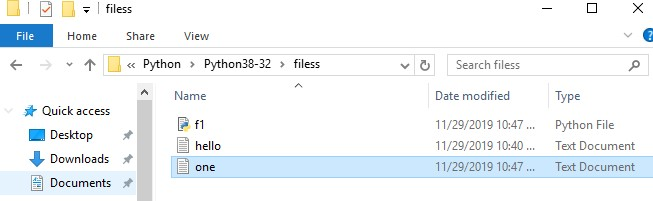 filess
File Home Share View
Python Python38-32 filess Search filess
Quick access
Desktop
Downloads
Documents
Name Date modified Type
f1 11/29/2019 10:47 ... Python File
hello 11/29/2019 10:40 ... Text Document
one 11/29/2019 10:47 ... Text Document